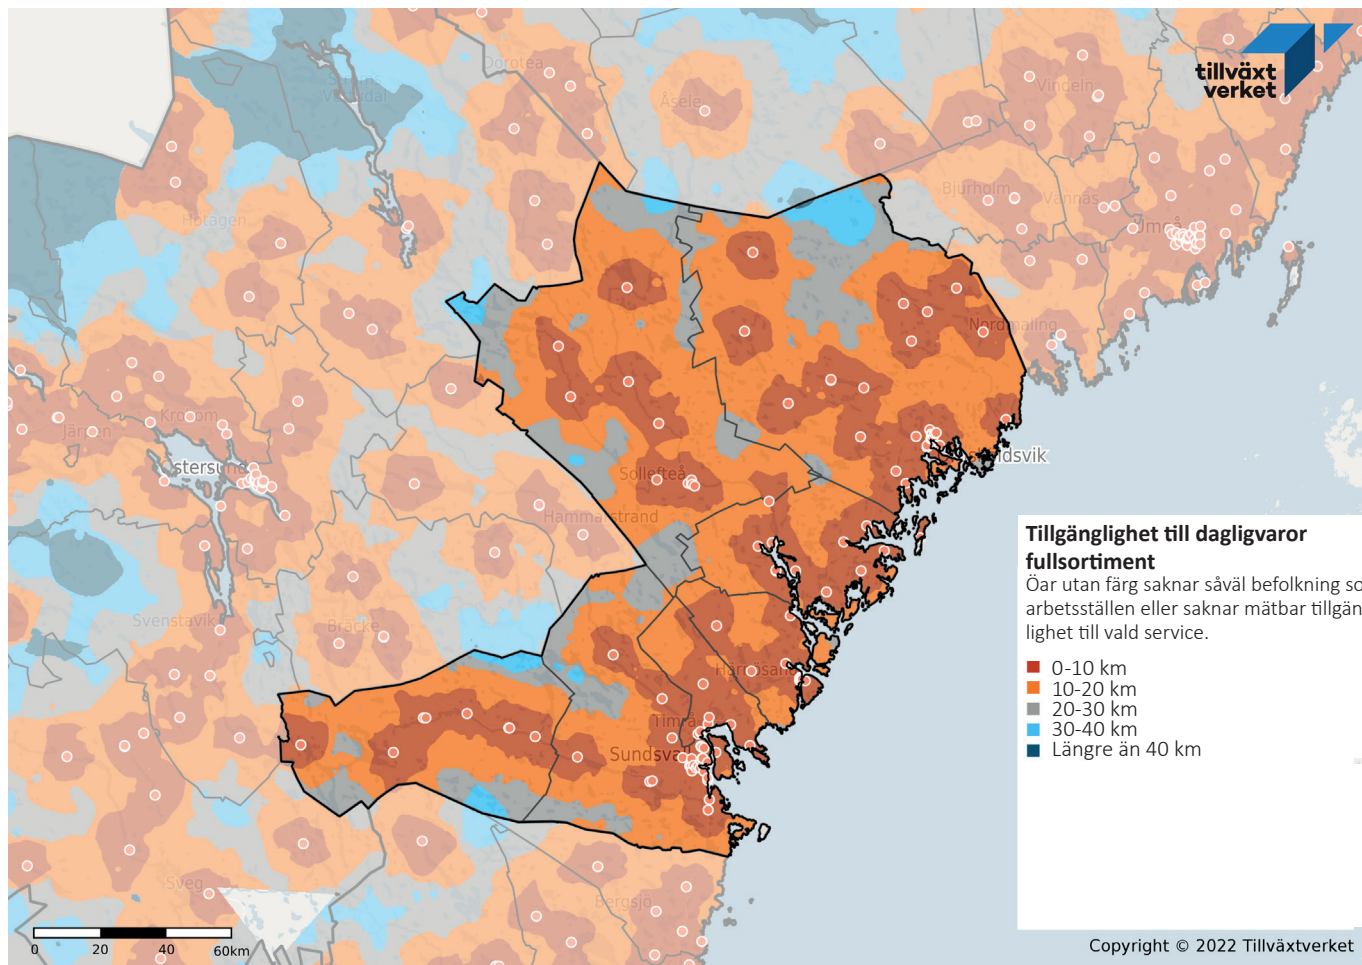 Dorotea
Åsele
Vindeln
tillväxt
verket
Bjurholm
Vännäs
Umeå
Hotagen
Nordmaling
Krokom
Järpen
Östersund
Sollefteå
Hammarstrand
Svenstavik
Bräcke
Härnösand
Timrå
Sundsvall
Sveg
Bergsjö
Tillgänglighet till dagligvaror
fullsortiment
Öar utan färg saknar såväl befolkning so
arbetsställen eller saknar mätbar tillgän
lighet till vald service.
0-10 km
10-20 km
20-30 km
30-40 km
Längre än 40 km
0 20 40 60km
Copyright © 2022 Tillväxtverket